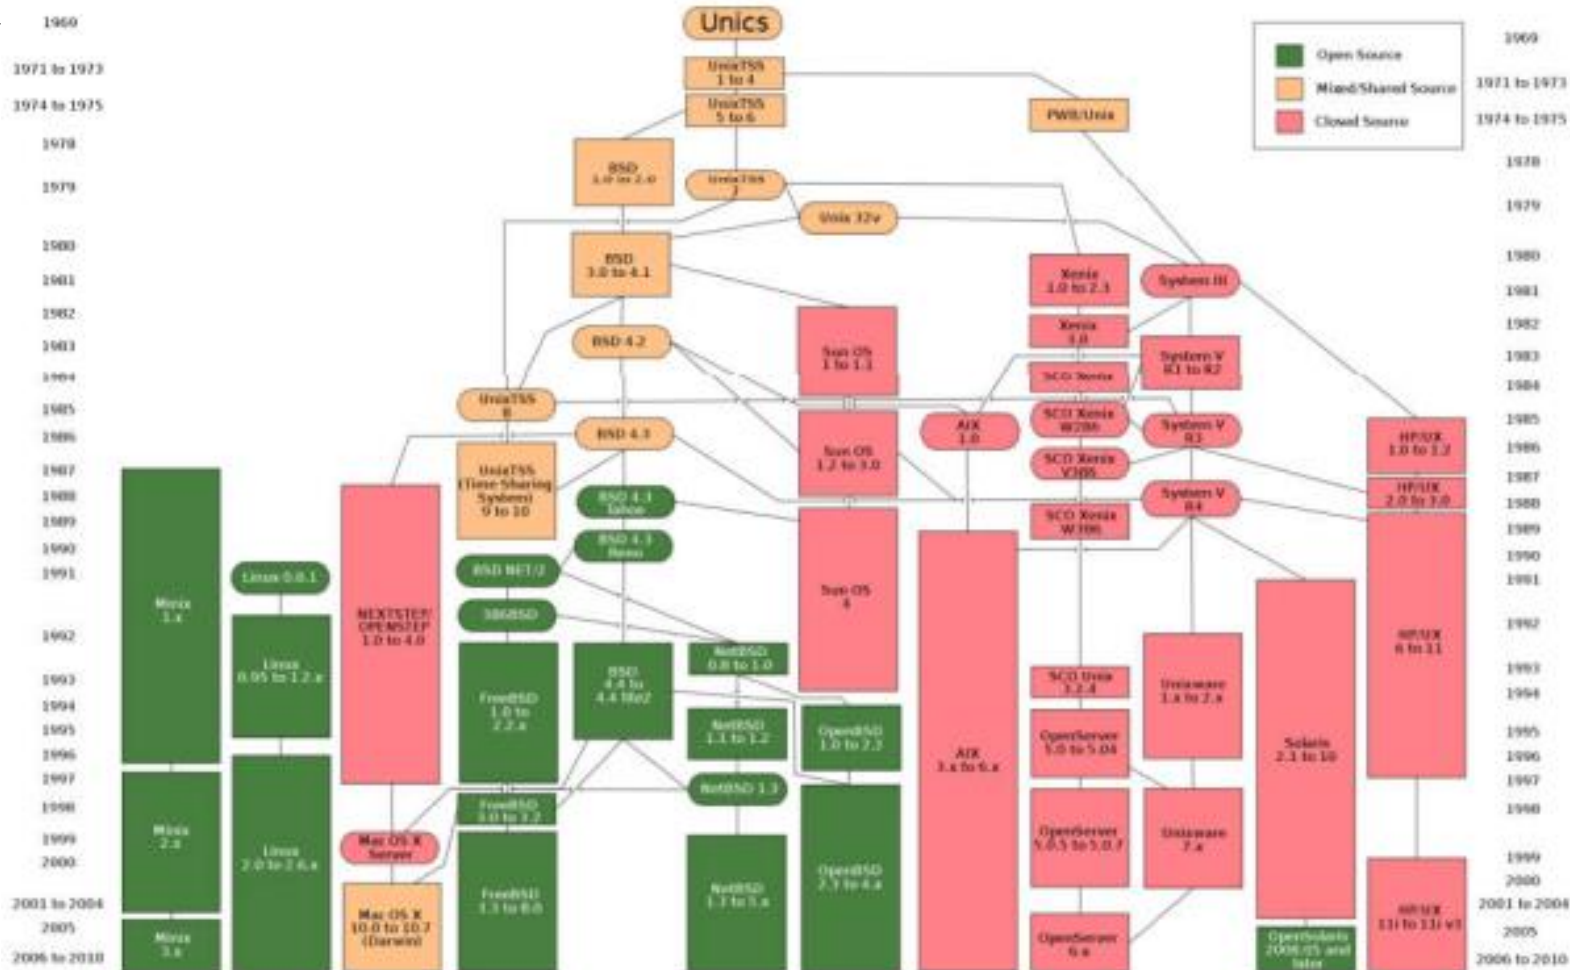 1969
1971 to 1973
1974 to 1975
1978
1979
1980
1981
1982
1983
1984
1985
1986
1987
1988
1989
1990
1991
1992
1993
1994
1995
1996
1997
1998
1999
2000
2001 to 2004
2005
2006 to 2010
Unics
UnixTSS
1 to 4
UnixTSS
5 to 6
PWB/Unix
BSD
1.0 to 2.0
UnixTSS
7
Unix 32v
BSD
3.0 to 4.1
Xenix
1.0 to 2.3
System III
Xenix
3.0
BSD 4.2
Sun OS
1 to 1.1
System V
R1 to R2
SCO Xenix
UnixTSS
8
SCO Xenix
W286
AIX
1.0
System V
R3
BSD 4.3
HP/UX
1.0 to 1.2
Sun OS
1.2 to 3.0
SCO Xenix
V386
UnixTSS
(Time Sharing
System)
9 to 10
BSD 4.3
Tahoe
System V
R4
HP/UX
2.0 to 3.0
SCO Xenix
W386
BSD 4.3
Reno
BSD NET/2
Linux 0.0.1
Minix
1.x
Sun OS
4
386BSD
NEXTSTEP/
OPENSTEP
1.0 to 4.0
HP/UX
6 to 11
NetBSD
0.8 to 1.0
Linux
0.95 to 1.2.x
BSD
4.4 to
4.4 lite2
SCO Unix
3.2.4
Unixware
1.x to 2.x
FreeBSD
1.0 to
2.2.x
NetBSD
1.1 to 1.2
OpenBSD
1.0 to 2.2
OpenServer
5.0 to 5.04
Solaris
2.1 to 10
AIX
3.x to 6.x
NetBSD 1.3
FreeBSD
3.0 to 3.2
Minix
2.x
Mac OS X
Server
Linux
2.0 to 2.6.x
OpenServer
5.0.5 to 5.0.7
Unixware
7.x
FreeBSD
3.3 to 8.0
NetBSD
1.3 to 5.x
OpenBSD
2.3 to 4.x
Mac OS X
10.0 to 10.7
(Darwin)
HP/UX
11i to 11i v3
Minix
3.x
OpenServer
6.x
OpenSolaris
2008.05 and
later
Open Source
Mixed/Shared Source
Closed Source
1969
1971 to 1973
1974 to 1975
1978
1979
1980
1981
1982
1983
1984
1985
1986
1987
1988
1989
1990
1991
1992
1993
1994
1995
1996
1997
1998
1999
2000
2001 to 2004
2005
2006 to 2010